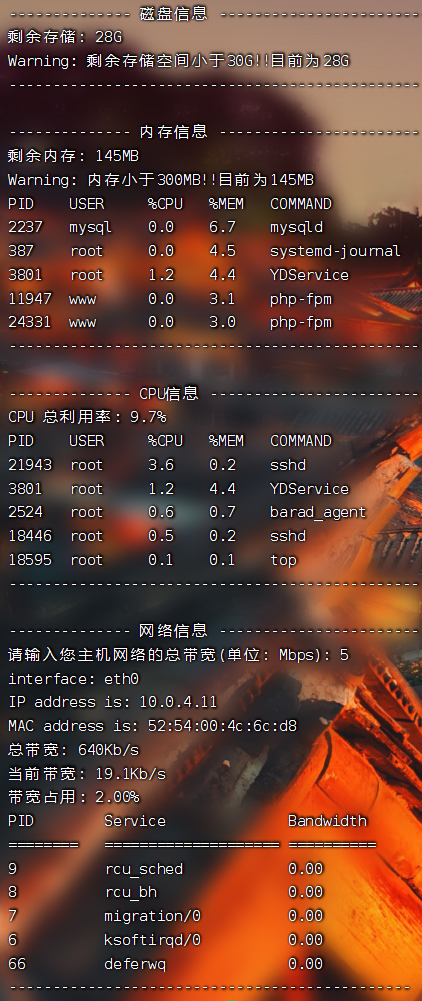 -------------- 磁盘信息 -----------------------
剩余存储: 28G
Warning: 剩余存储空间小于30G!!目前为28G
-----------------------------------------------
-------------- 内存信息 -----------------------
剩余内存: 145MB
Warning: 内存小于300MB!!目前为145MB
PID    USER     %CPU   %MEM   COMMAND
2237   mysql    0.0    6.7    mysqld
387    root     0.0    4.5    systemd-journal
3801   root     1.2    4.4    YDService
11947  www      0.0    3.1    php-fpm
24331  www      0.0    3.0    php-fpm
-----------------------------------------------
-------------- CPU信息 ------------------------
CPU 总利用率: 9.7%
PID    USER     %CPU   %MEM   COMMAND
21943  root     3.6    0.2    sshd
3801   root     1.2    4.4    YDService
2524   root     0.6    0.7    barad_agent
18446  root     0.5    0.2    sshd
18595  root     0.1    0.1    top
-----------------------------------------------
-------------- 网络信息 -----------------------
请输入您主机网络的总带宽(单位: Mbps): 5
interface: eth0
IP address is: 10.0.4.11
MAC address is: 52:54:00:4c:6c:d8
总带宽: 640Kb/s
当前带宽: 19.1Kb/s
带宽占用: 2.00%
PID        Service              Bandwidth
========   ==================== ==========
9          rcu_sched            0.00
8          rcu_bh               0.00
7          migration/0          0.00
6          ksoftirqd/0          0.00
66         deferwq              0.00
-----------------------------------------------